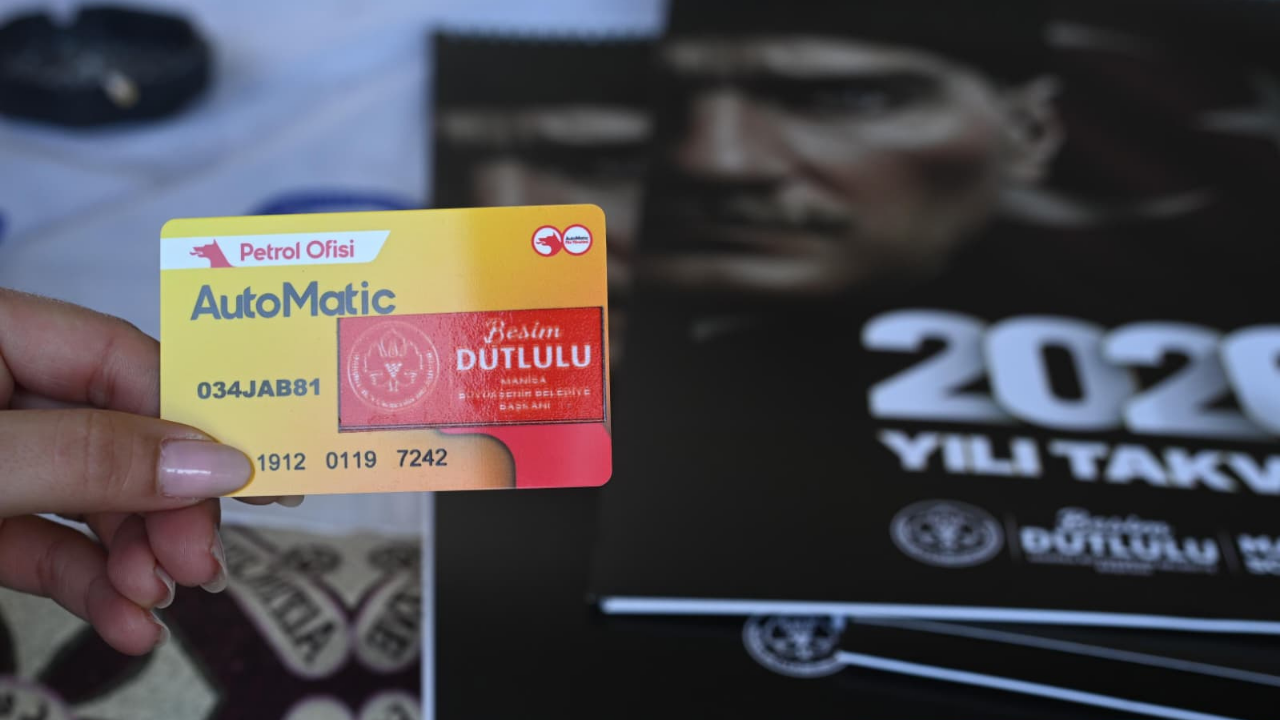 Petrol Ofisi
AutoMatic
Besim
DUTLULU
MANİSA
BÜYÜKŞEHİR BELEDİYE
BAŞKANI
034JAB81
1912 0119 7242
202
YILI TAKV
Besim
DUTLULU